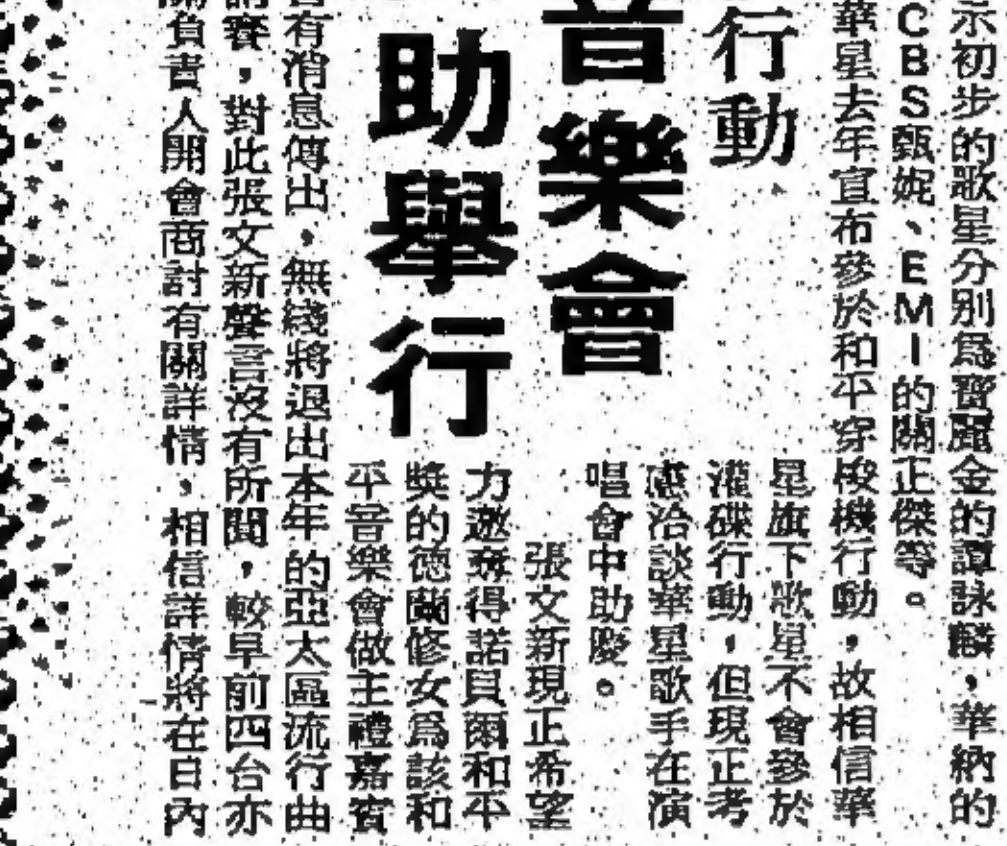 示初步的歌星分別爲寶麗金的譚詠麟，華納的
CBS甄妮、EMI的關正傑等。
華星去年宣布參於和平穿梭機行動，故相信華
星旗下歌星不會參於
灌碟行動，但現正考
慮洽談華星歌手在演
唱會中助慶。
行動
音樂會
助舉行
張文新現正希望
力邀奪得諾貝爾和平
獎的德蘭修女爲該和
平音樂會做主禮嘉賓
有消息傳出，無綫將退出本年的亞太區流行曲
賽，對此張文新聲言沒有所聞，較早前四台亦
負責人開會商討有關詳情，相信詳情將在日內